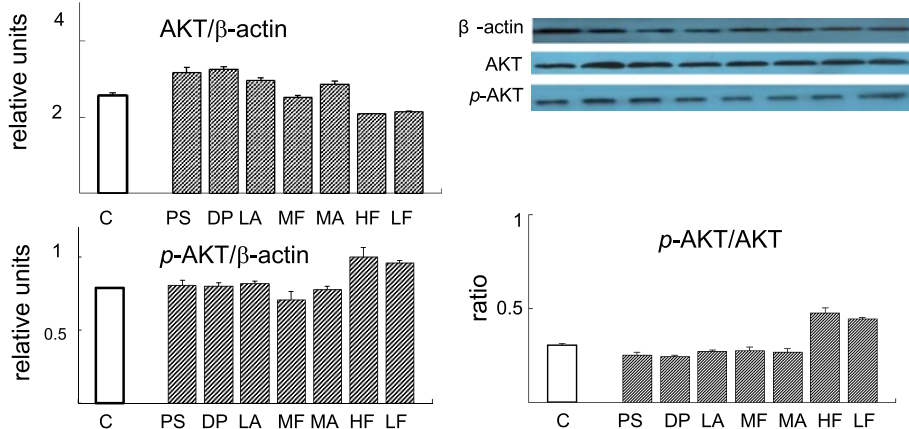 AKT/β-actin
4
2
relative units
C PS DP LA MF MA HF LF
β -actin
AKT
p-AKT
p-AKT/β-actin
1
0.5
relative units
C PS DP LA MF MA HF LF
p-AKT/AKT
1
0.5
ratio
C PS DP LA MF MA HF LF